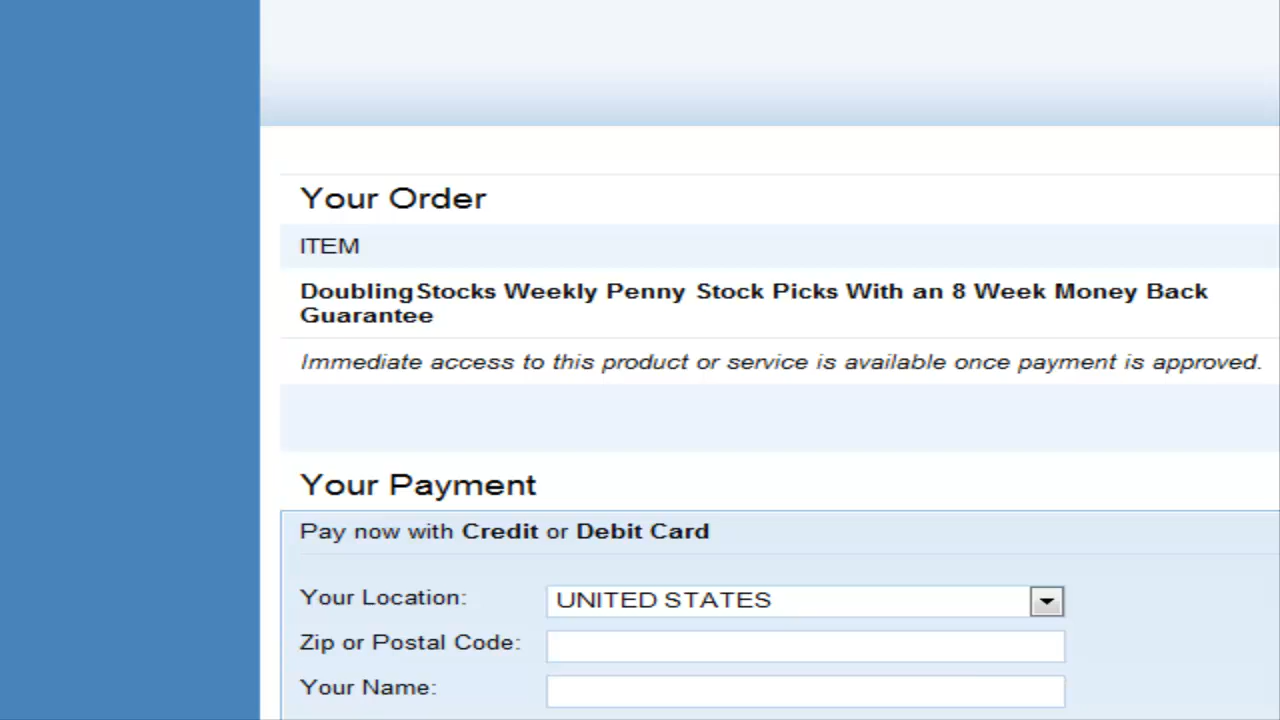 Your Order
ITEM
DoublingStocks Weekly Penny Stock Picks With an 8 Week Money Back
Guarantee
Immediate access to this product or service is available once payment is approved.
Your Payment
Pay now with Credit or Debit Card
Your Location: UNITED STATES
Zip or Postal Code:
Your Name: